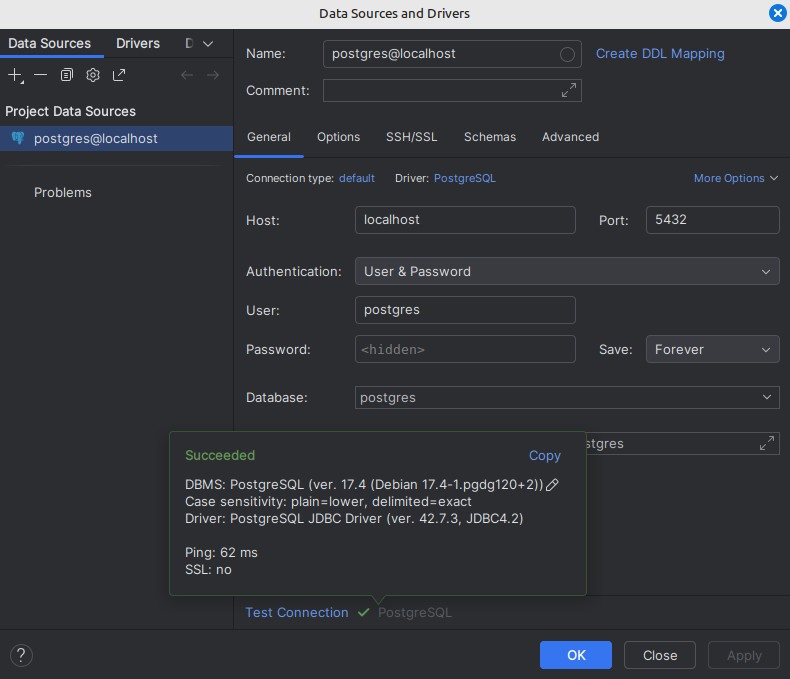 Data Sources and Drivers
Data Sources Drivers D
Project Data Sources
postgres@localhost
Problems
Name: postgres@localhost Create DDL Mapping
Comment:
General Options SSH/SSL Schemas Advanced
Connection type: default Driver: PostgreSQL More Options
Host: localhost Port: 5432
Authentication: User & Password
User: postgres
Password: <hidden> Save: Forever
Database: postgres
stgres
Succeeded Copy
DBMS: PostgreSQL (ver. 17.4 (Debian 17.4-1.pgdg120+2))
Case sensitivity: plain=lower, delimited=exact
Driver: PostgreSQL JDBC Driver (ver. 42.7.3, JDBC4.2)
Ping: 62 ms
SSL: no
Test Connection PostgreSQL
? OK Close Apply